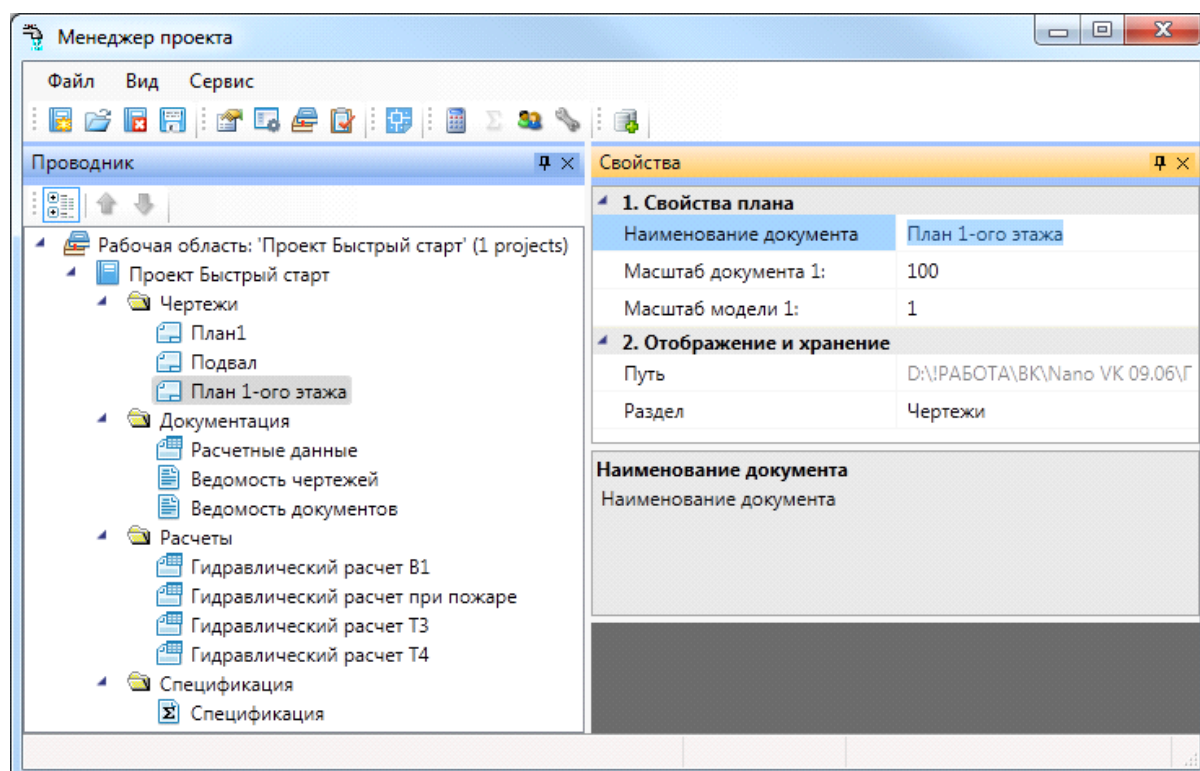 Менеджер проекта
Файл Вид Сервис
Проводник
Рабочая область: 'Проект Быстрый старт' (1 projects)
Проект Быстрый старт
Чертежи
План1
Подвал
План 1-ого этажа
Документация
Расчетные данные
Ведомость чертежей
Ведомость документов
Расчеты
Гидравлический расчет В1
Гидравлический расчет при пожаре
Гидравлический расчет Т3
Гидравлический расчет Т4
Спецификация
Спецификация
Свойства
1. Свойства плана
Наименование документа План 1-ого этажа
Масштаб документа 1: 100
Масштаб модели 1: 1
2. Отображение и хранение
Путь D:\!РАБОТА\ВК\Nano VK 09.06\Г
Раздел Чертежи
Наименование документа
Наименование документа